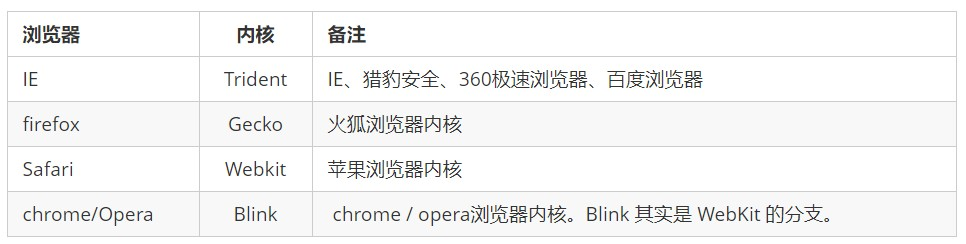 浏览器 内核 备注
IE Trident IE、猎豹安全、360极速浏览器、百度浏览器
firefox Gecko 火狐浏览器内核
Safari Webkit 苹果浏览器内核
chrome/Opera Blink chrome / opera浏览器内核。Blink 其实是 WebKit 的分支。